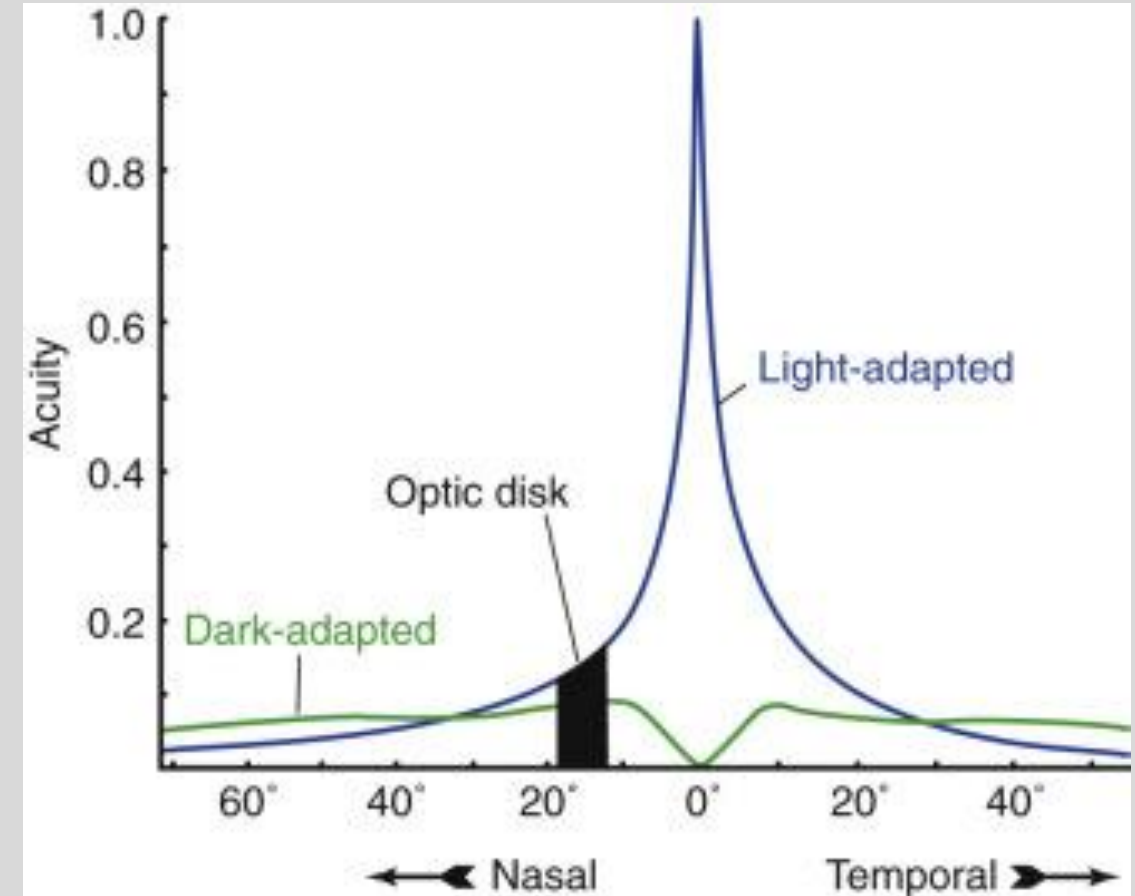 1.0
0.8
0.6
0.4
0.2
Acuity
Light-adapted
Optic disk
Dark-adapted
60° 40° 20° 0° 20° 40°
Nasal Temporal